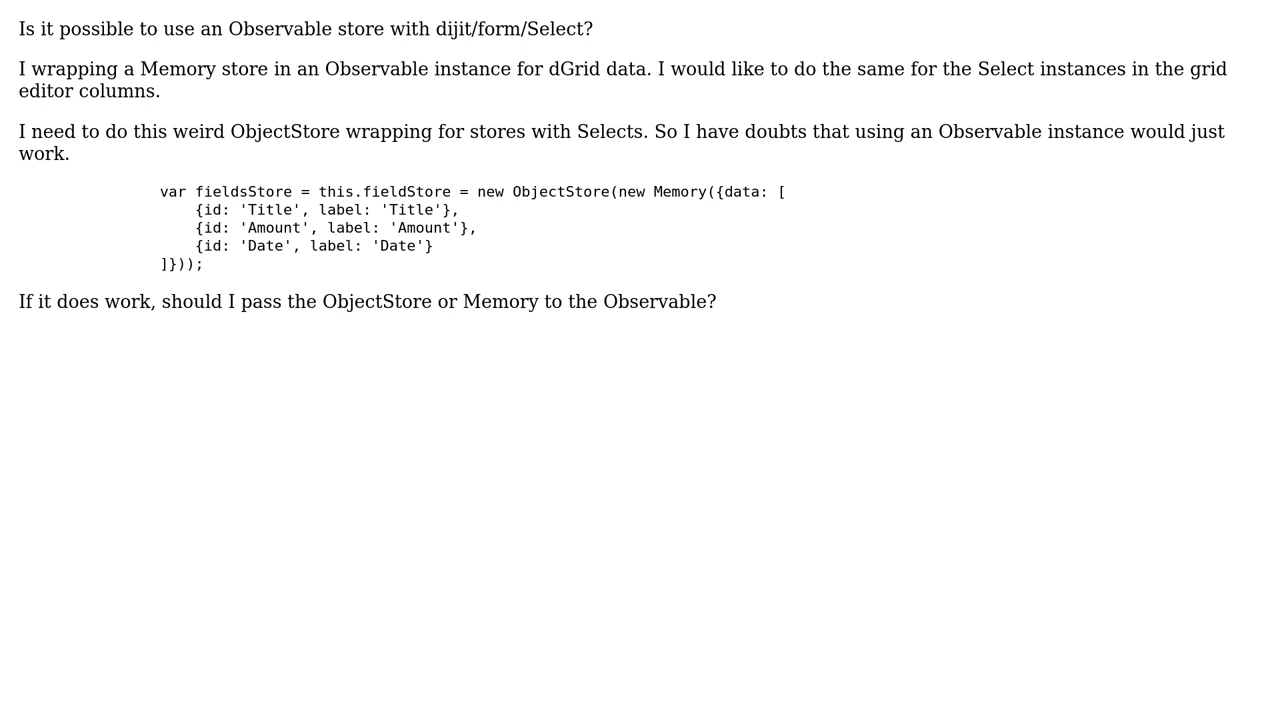 Is it possible to use an Observable store with dijit/form/Select?
I wrapping a Memory store in an Observable instance for dGrid data. I would like to do the same for the Select instances in the grid
editor columns.
I need to do this weird ObjectStore wrapping for stores with Selects. So I have doubts that using an Observable instance would just
work.
var fieldsStore = this.fieldStore = new ObjectStore(new Memory({data: [
    {id: 'Title', label: 'Title'},
    {id: 'Amount', label: 'Amount'},
    {id: 'Date', label: 'Date'}
]}));
If it does work, should I pass the ObjectStore or Memory to the Observable?